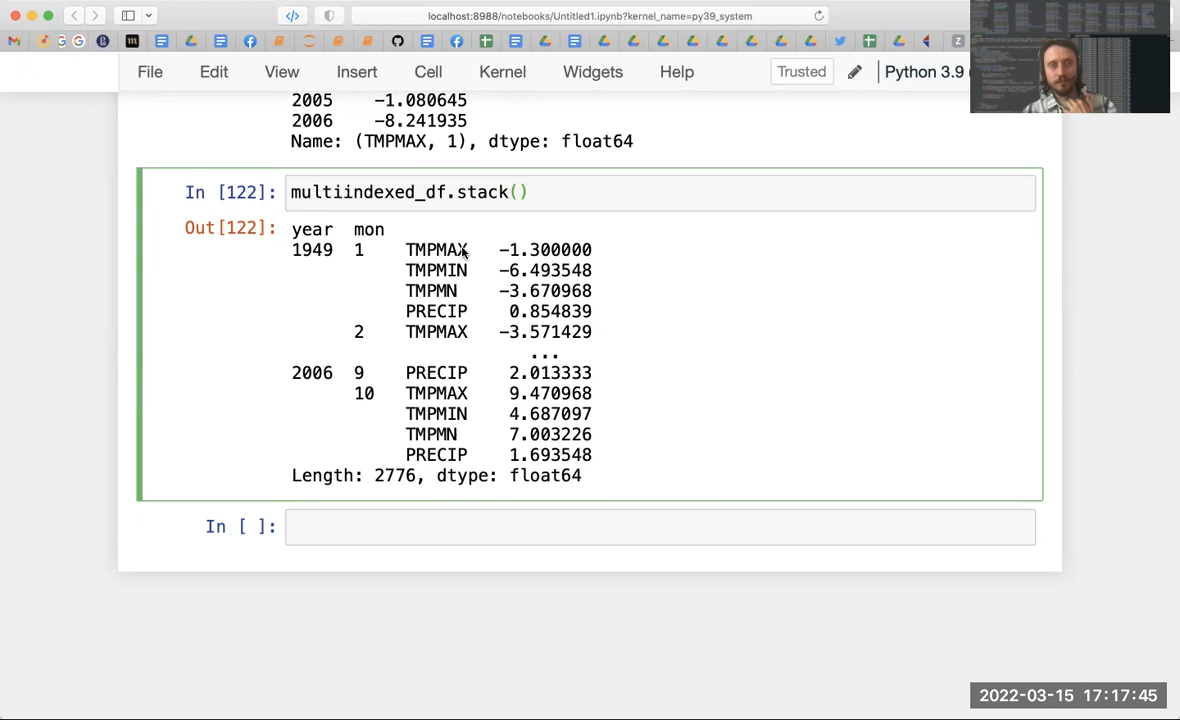 localhost:8988/notebooks/Untitled1.ipynb?kernel_name=py39_system
File Edit View Insert Cell Kernel Widgets Help Trusted Python 3.9
2005 -1.080645
2006 -8.241935
Name: (TMPMAX, 1), dtype: float64
In [122]: multiindexed_df.stack()
Out[122]: year mon
1949 1 TMPMAX -1.300000
TMPMIN -6.493548
TMPMN -3.670968
PRECIP 0.854839
2 TMPMAX -3.571429
...
2006 9 PRECIP 2.013333
10 TMPMAX 9.470968
TMPMIN 4.687097
TMPMN 7.003226
PRECIP 1.693548
Length: 2776, dtype: float64
In [ ]:
2022-03-15 17:17:45